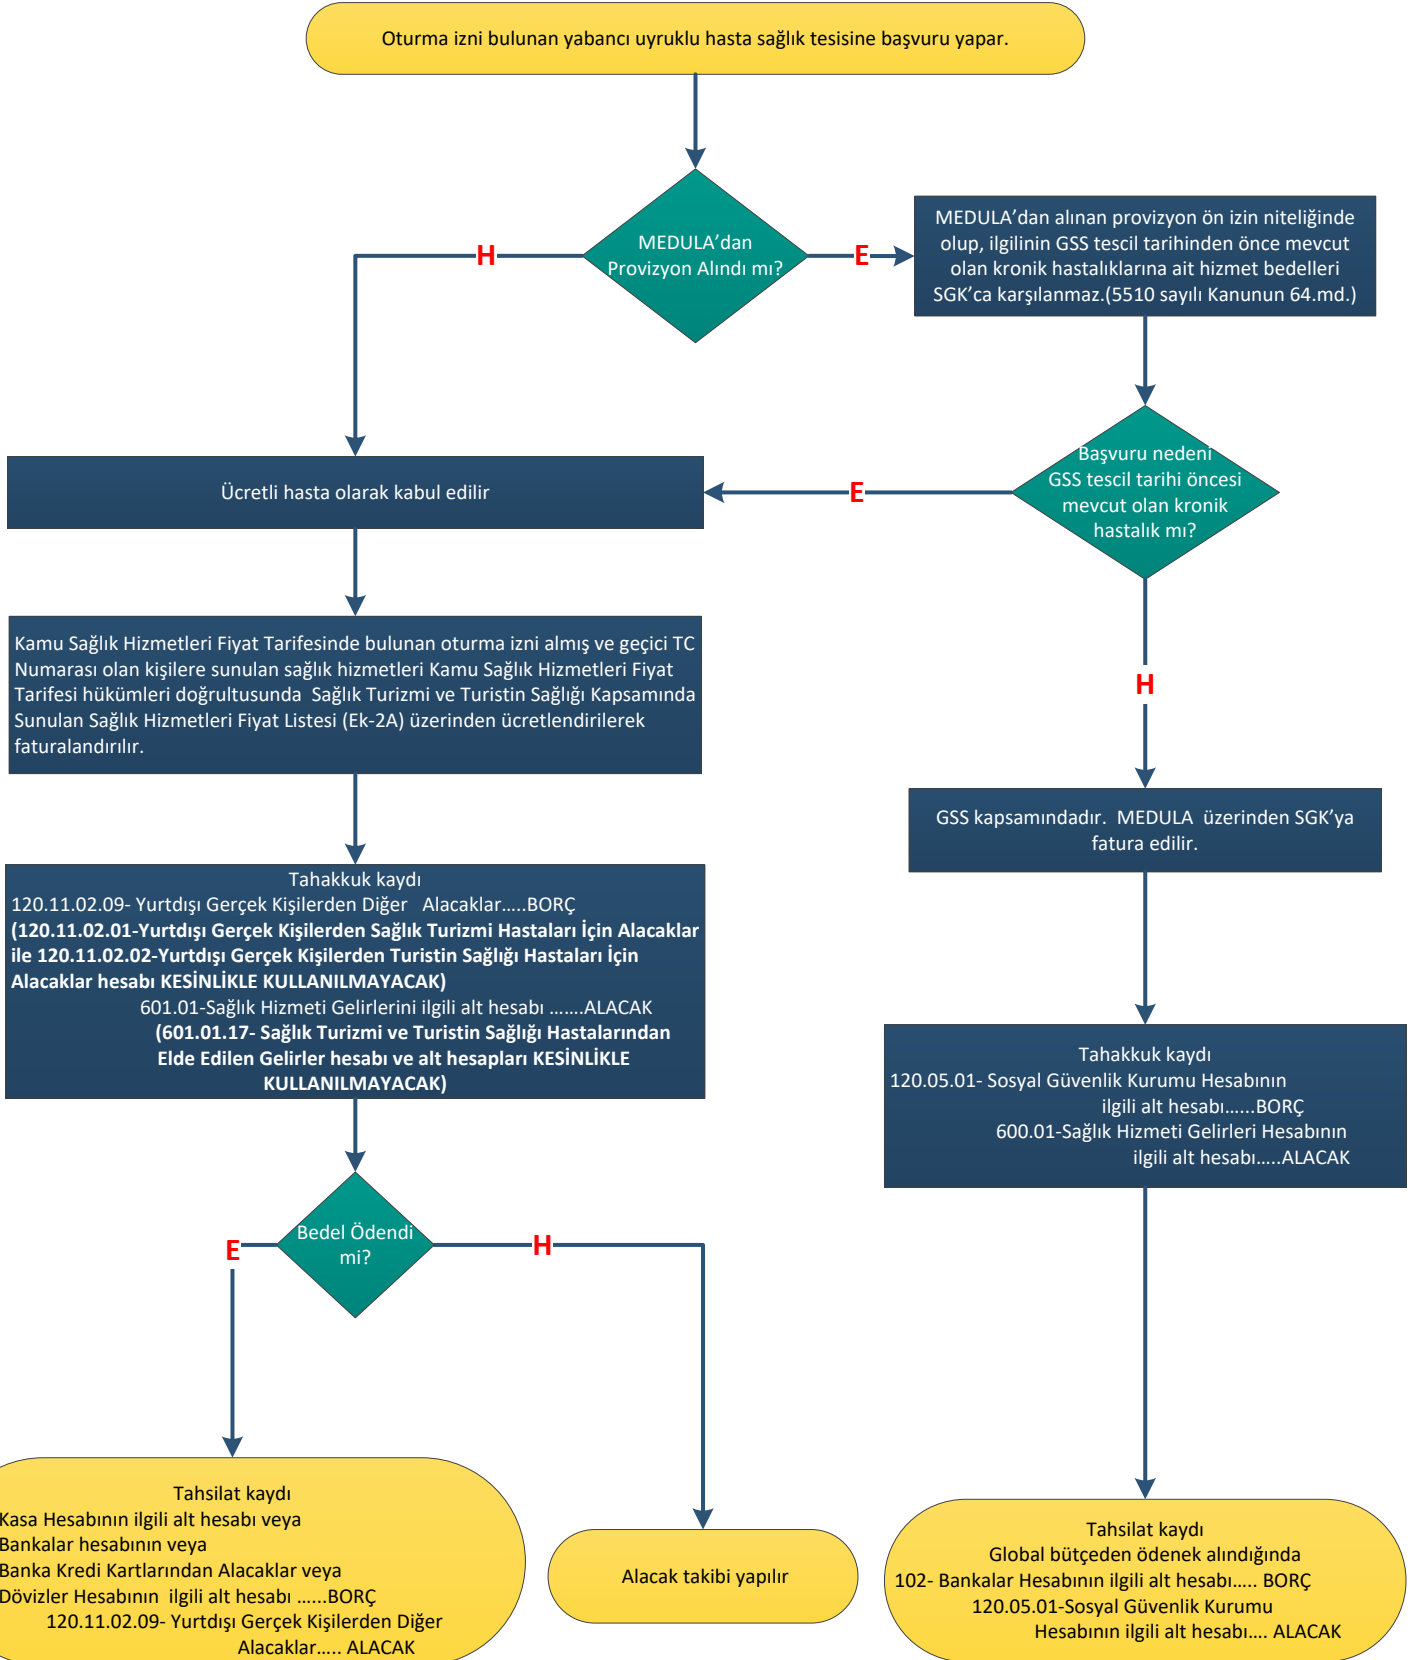 Oturma izni bulunan yabancı uyruklu hasta sağlık tesisine başvuru yapar.
MEDULA’dan
Provizyon Alındı mı?
H
E
MEDULA’dan alınan provizyon ön izin niteliğinde
olup, ilgilinin GSS tescil tarihinden önce mevcut
olan kronik hastalıklarına ait hizmet bedelleri
SGK’ca karşılanmaz.(5510 sayılı Kanunun 64.md.)
Başvuru nedeni
GSS tescil tarihi öncesi
mevcut olan kronik
hastalık mı?
E
Ücretli hasta olarak kabul edilir
Kamu Sağlık Hizmetleri Fiyat Tarifesinde bulunan oturma izni almış ve geçici TC
Numarası olan kişilere sunulan sağlık hizmetleri Kamu Sağlık Hizmetleri Fiyat
Tarifesi hükümleri doğrultusunda Sağlık Turizmi ve Turistin Sağlığı Kapsamında
Sunulan Sağlık Hizmetleri Fiyat Listesi (Ek-2A) üzerinden ücretlendirilerek
faturalandırılır.
H
GSS kapsamındadır. MEDULA üzerinden SGK’ya
fatura edilir.
Tahakkuk kaydı
120.11.02.09- Yurtdışı Gerçek Kişilerden Diğer Alacaklar…..BORÇ
(120.11.02.01-Yurtdışı Gerçek Kişilerden Sağlık Turizmi Hastaları İçin Alacaklar
ile 120.11.02.02-Yurtdışı Gerçek Kişilerden Turistin Sağlığı Hastaları İçin
Alacaklar hesabı KESİNLİKLE KULLANILMAYACAK)
601.01-Sağlık Hizmeti Gelirlerini ilgili alt hesabı …….ALACAK
(601.01.17- Sağlık Turizmi ve Turistin Sağlığı Hastalarından
Elde Edilen Gelirler hesabı ve alt hesapları KESİNLİKLE
KULLANILMAYACAK)
Tahakkuk kaydı
120.05.01- Sosyal Güvenlik Kurumu Hesabının
ilgili alt hesabı…...BORÇ
600.01-Sağlık Hizmeti Gelirleri Hesabının
ilgili alt hesabı…..ALACAK
Bedel Ödendi
mi?
E
H
Tahsilat kaydı
Kasa Hesabının ilgili alt hesabı veya
Bankalar hesabının veya
Banka Kredi Kartlarından Alacaklar veya
Dövizler Hesabının ilgili alt hesabı …...BORÇ
120.11.02.09- Yurtdışı Gerçek Kişilerden Diğer
Alacaklar….. ALACAK
Alacak takibi yapılır
Tahsilat kaydı
Global bütçeden ödenek alındığında
102- Bankalar Hesabının ilgili alt hesabı….. BORÇ
120.05.01-Sosyal Güvenlik Kurumu
Hesabının ilgili alt hesabı…. ALACAK